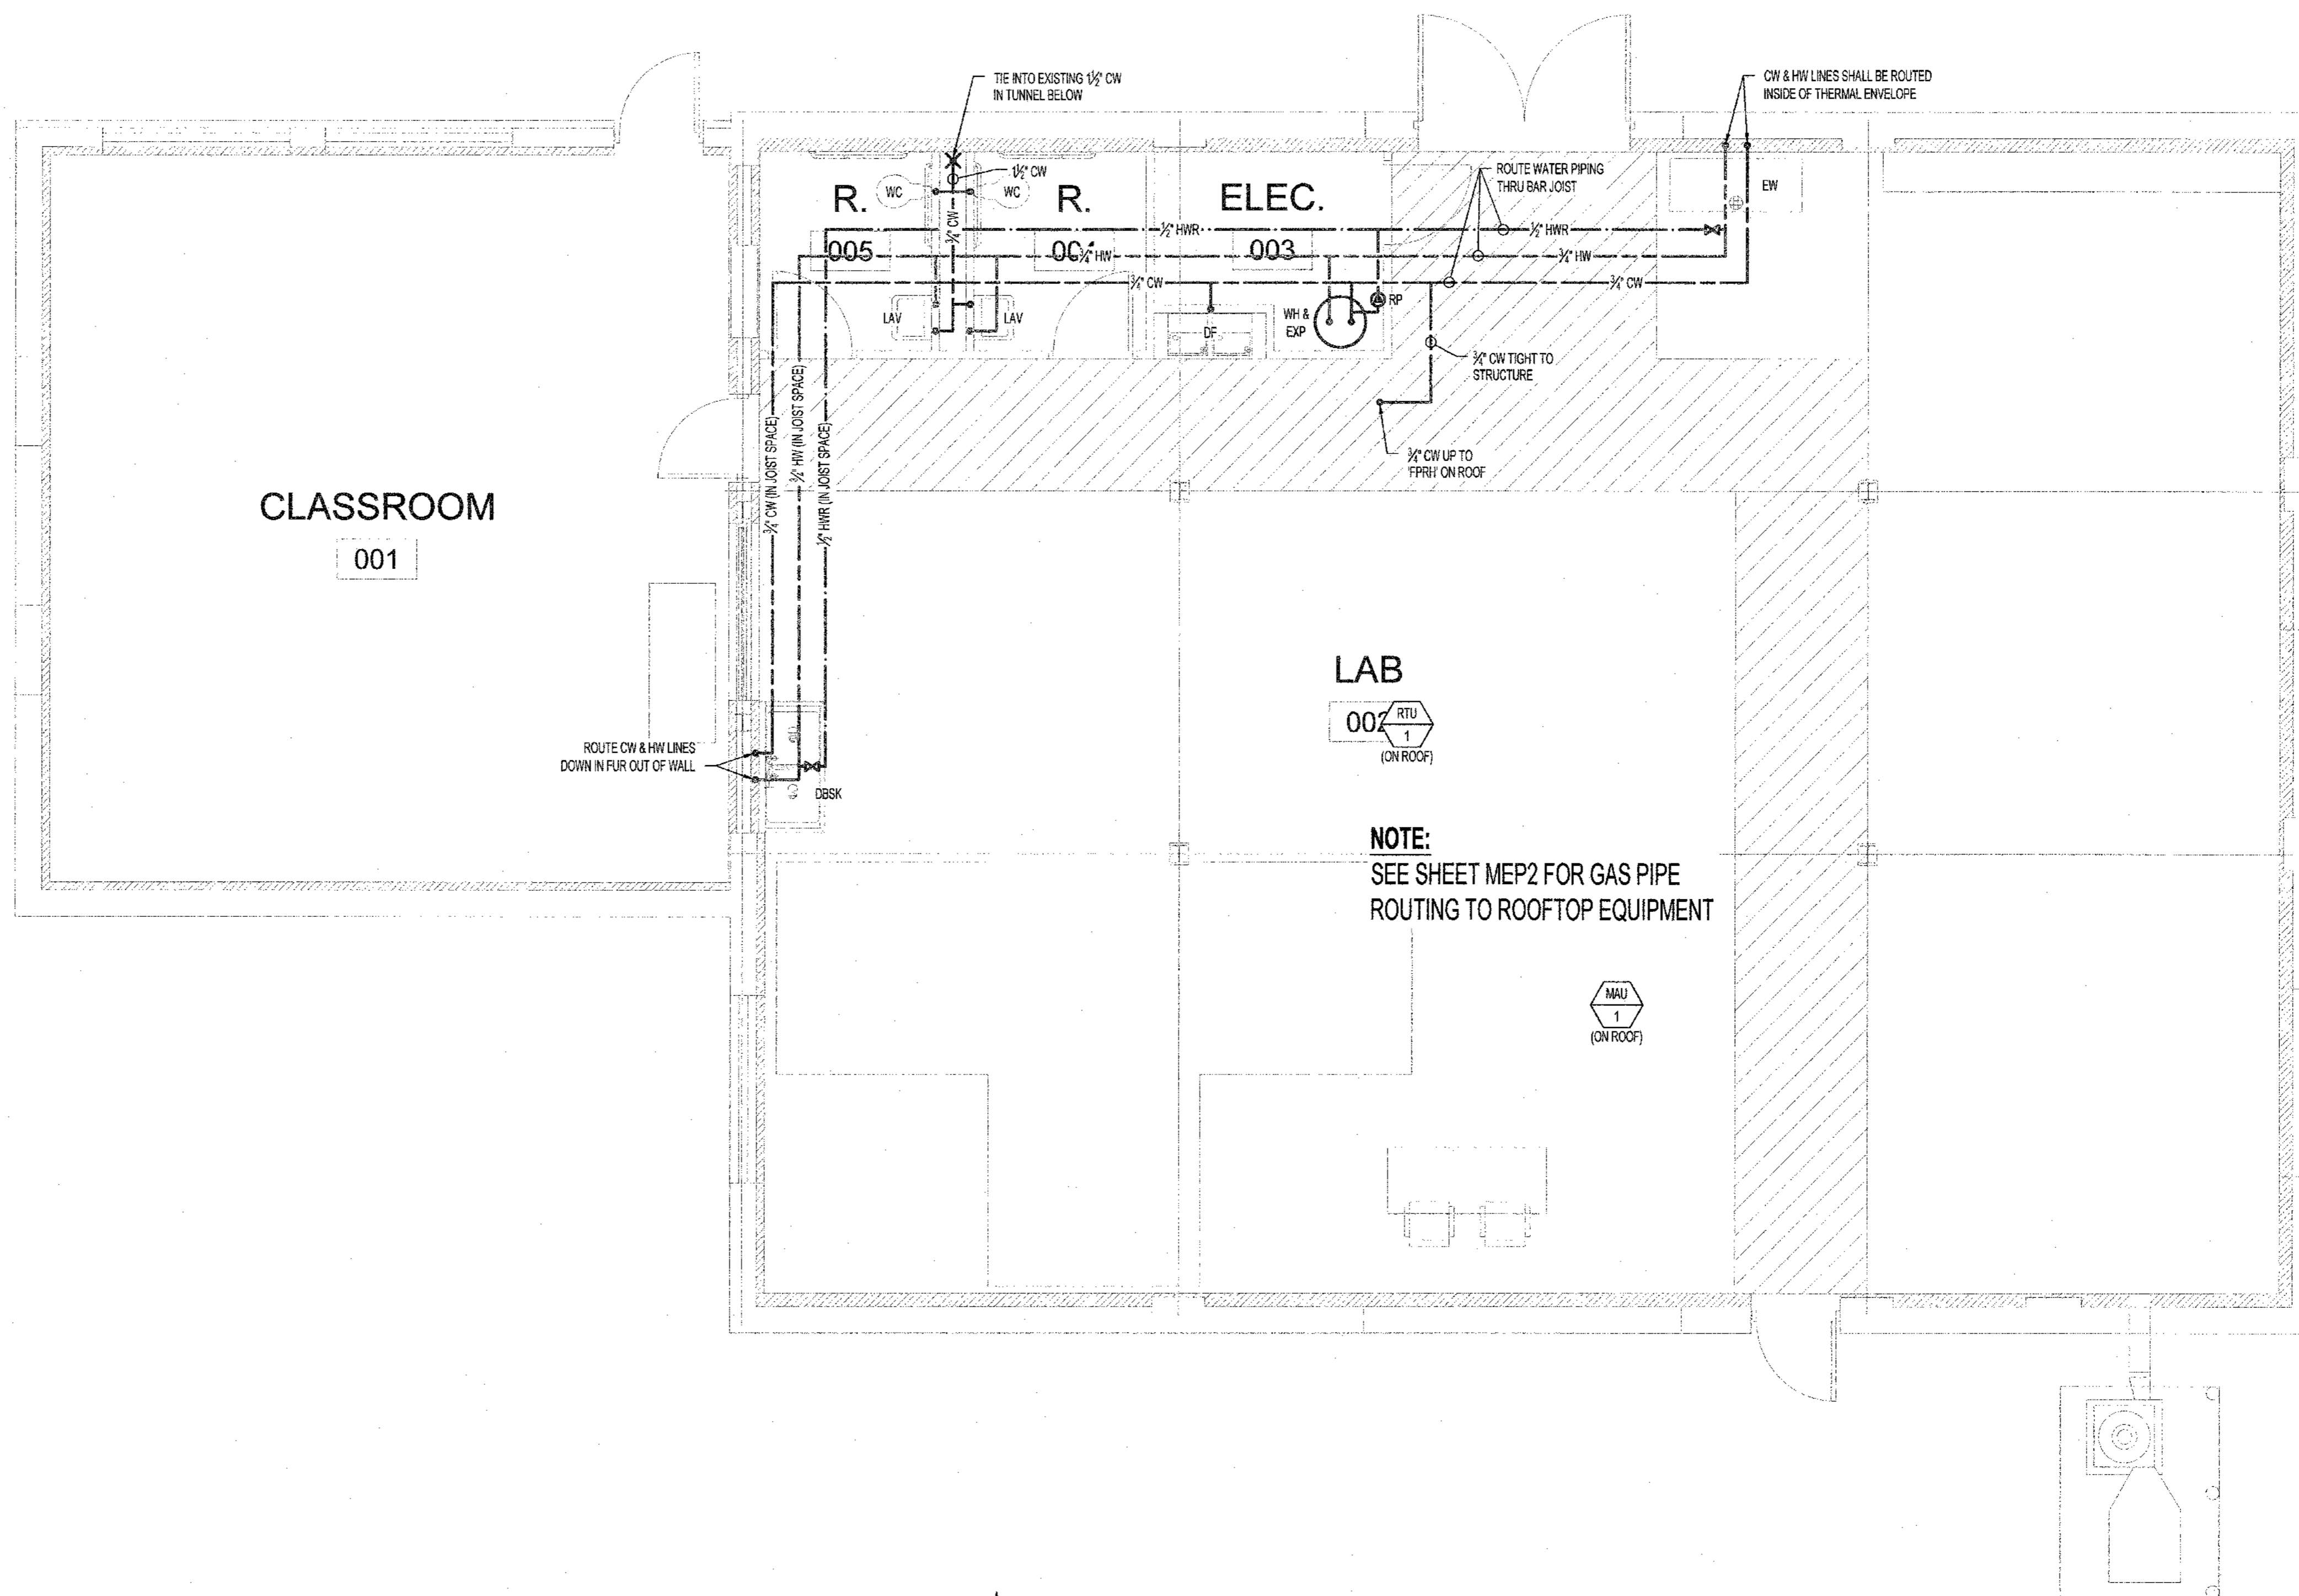 TIE INTO EXISTING 1½" CW
IN TUNNEL BELOW
CW & HW LINES SHALL BE ROUTED
INSIDE OF THERMAL ENVELOPE
R.
WC
1½" CW
WC
R.
ELEC.
ROUTE WATER PIPING
THRU BAR JOIST
EW
¾" CW
½" HWR
½" HWR
005
004
¾" HW
003
¾" HW
¾" CW
¾" CW
LAV
LAV
DF
WH &
EXP
RP
¾" CW TIGHT TO
STRUCTURE
¾" CW UP TO
'FPRH' ON ROOF
¾" CW (IN JOIST SPACE)
¾" HW (IN JOIST SPACE)
½" HWR (IN JOIST SPACE)
CLASSROOM
001
LAB
002
RTU
1
(ON ROOF)
ROUTE CW & HW LINES
DOWN IN FUR OUT OF WALL
DBSK
NOTE:
SEE SHEET MEP2 FOR GAS PIPE
ROUTING TO ROOFTOP EQUIPMENT
MAU
1
(ON ROOF)